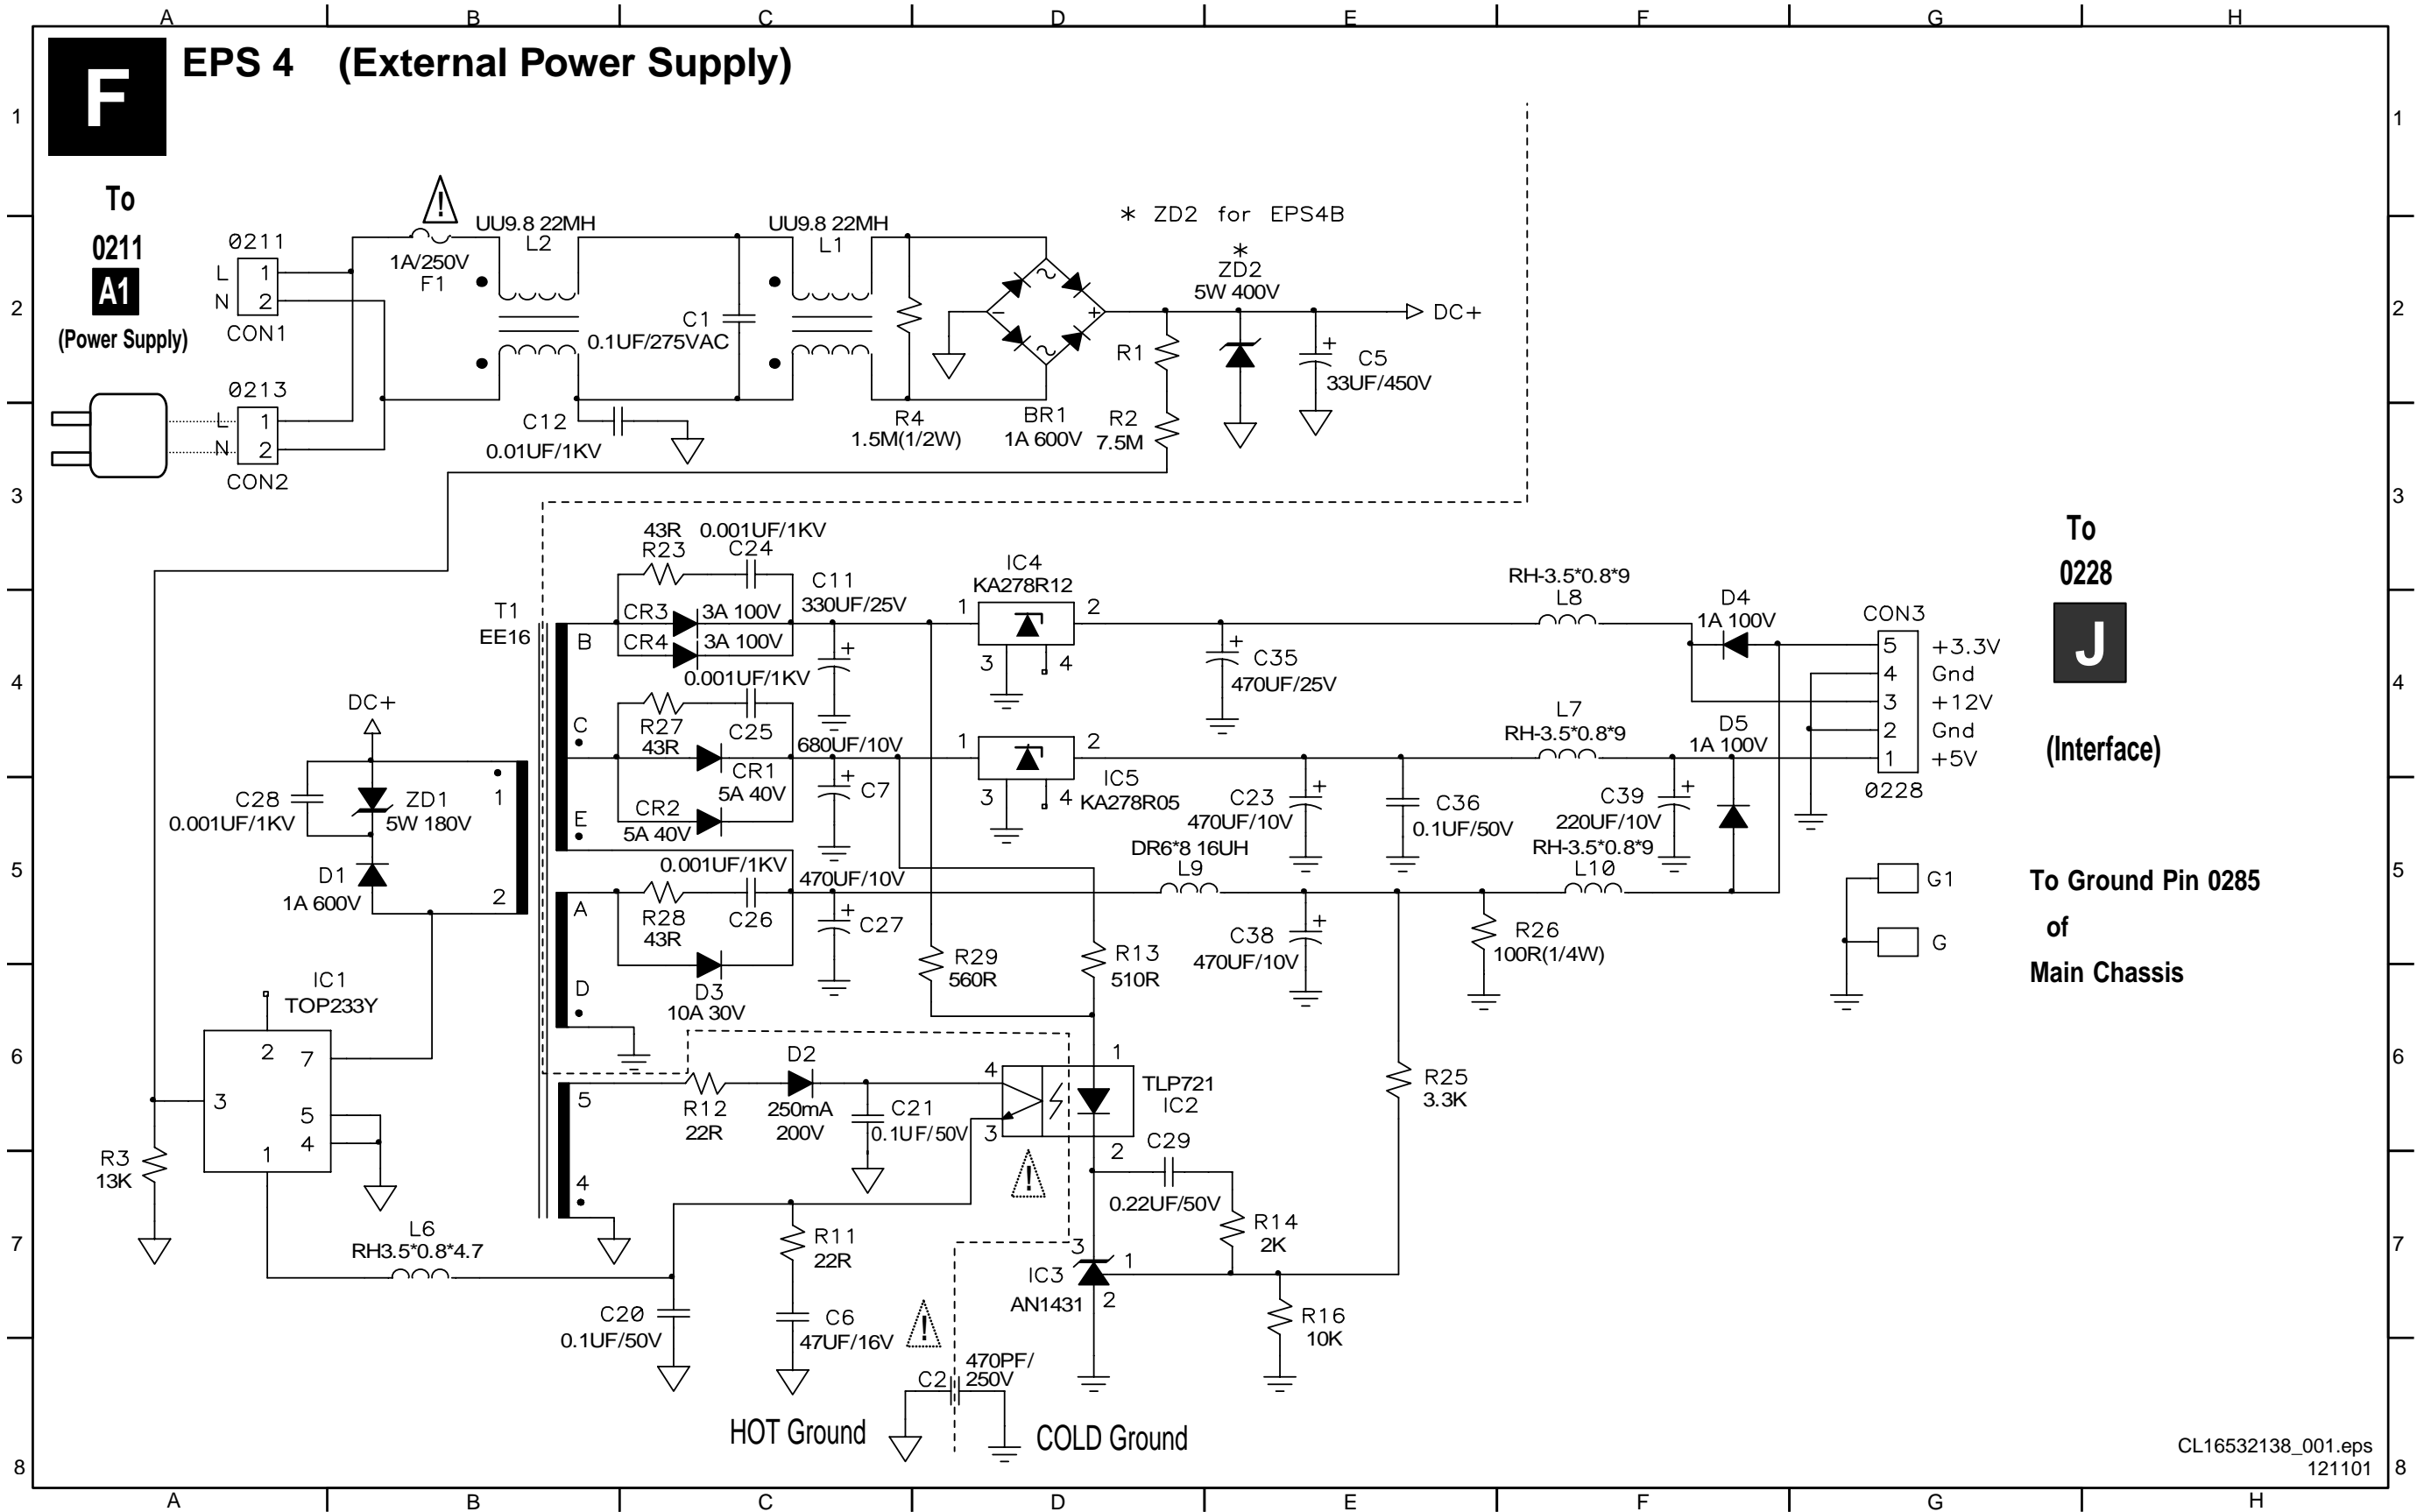 A B C D E F G H
F
EPS 4 (External Power Supply)
1
1
To
0211
A1
(Power Supply)
0211
L 1
N 2
CON1
1A/250V
F1
UU9.8 22MH
L2
UU9.8 22MH
L1
* ZD2 for EPS4B
*
ZD2
5W 400V
DC+
2
2
C1
0.1UF/275VAC
R1
C5
33UF/450V
0213
L 1
N 2
CON2
C12
0.01UF/1KV
R4
1.5M(1/2W)
BR1
1A 600V
R2
7.5M
3
3
43R
R23
0.001UF/1KV
C24
C11
330UF/25V
IC4
KA278R12
1 2
3 4
RH-3.5*0.8*9
L8
D4
1A 100V
To
0228
J
(Interface)
T1
EE16
B
CR3 3A 100V
CR4 3A 100V
C35
470UF/25V
CON3
5 +3.3V
4 Gnd
3 +12V
2 Gnd
1 +5V
0228
4
4
0.001UF/1KV
C
R27
43R
C25
680UF/10V
1 2
3 4
IC5
KA278R05
L7
RH-3.5*0.8*9
D5
1A 100V
DC+
C28
0.001UF/1KV
ZD1
5W 180V
1
CR1
5A 40V
C7
E
CR2
5A 40V
C23
470UF/10V
C36
0.1UF/50V
C39
220UF/10V
5
5
D1
1A 600V
2
0.001UF/1KV
470UF/10V
DR6*8 16UH
L9
RH-3.5*0.8*9
L10
G1
G
To Ground Pin 0285
of
Main Chassis
A
R28
43R
C26
C27
C38
470UF/10V
R26
100R(1/4W)
D
D3
10A 30V
R29
560R
R13
510R
IC1
TOP233Y
6
6
2 7
3
5
4
1
5
R12
22R
D2
250mA
200V
C21
0.1UF/50V
4
3
1
2
TLP721
IC2
R25
3.3K
R3
13K
4
C29
0.22UF/50V
7
7
L6
RH3.5*0.8*4.7
R11
22R
R14
2K
3
1
2
IC3
AN1431
C20
0.1UF/50V
C6
47UF/16V
R16
10K
C2
470PF/
250V
HOT Ground
COLD Ground
8
8
CL16532138_001.eps
121101
A B C D E F G H